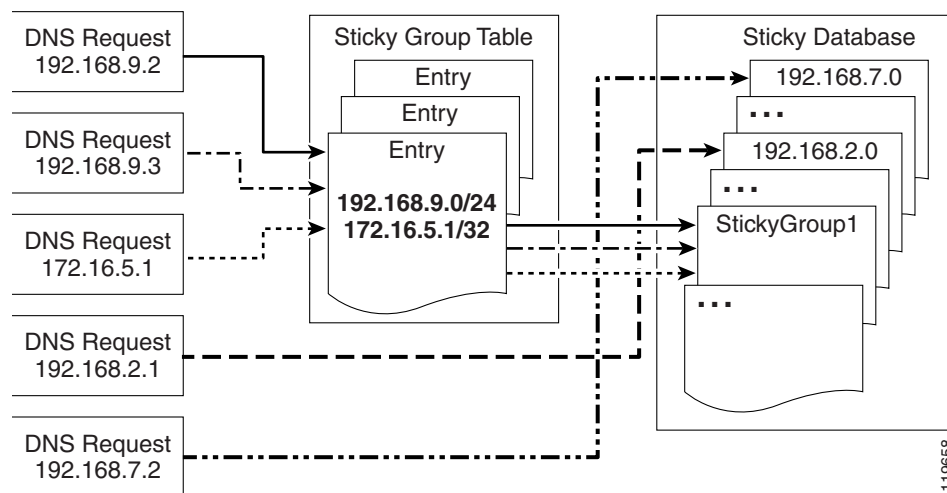 DNS Request
192.168.9.2
DNS Request
192.168.9.3
DNS Request
172.16.5.1
DNS Request
192.168.2.1
DNS Request
192.168.7.2
Sticky Group Table
Entry
Entry
Entry
192.168.9.0/24
172.16.5.1/32
Sticky Database
192.168.7.0
...
192.168.2.0
...
StickyGroup1
...
119658